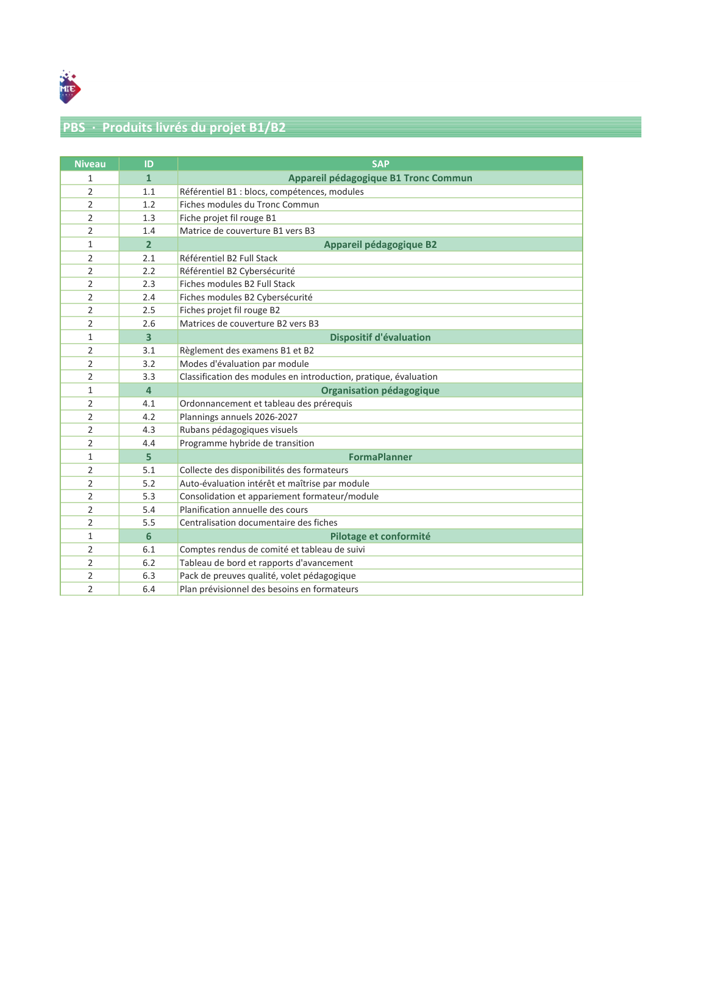 MIE
PBS · Produits livrés du projet B1/B2
Niveau ID SAP
1 1 Appareil pédagogique B1 Tronc Commun
2 1.1 Référentiel B1 : blocs, compétences, modules
2 1.2 Fiches modules du Tronc Commun
2 1.3 Fiche projet fil rouge B1
2 1.4 Matrice de couverture B1 vers B3
1 2 Appareil pédagogique B2
2 2.1 Référentiel B2 Full Stack
2 2.2 Référentiel B2 Cybersécurité
2 2.3 Fiches modules B2 Full Stack
2 2.4 Fiches modules B2 Cybersécurité
2 2.5 Fiches projet fil rouge B2
2 2.6 Matrices de couverture B2 vers B3
1 3 Dispositif d'évaluation
2 3.1 Règlement des examens B1 et B2
2 3.2 Modes d'évaluation par module
2 3.3 Classification des modules en introduction, pratique, évaluation
1 4 Organisation pédagogique
2 4.1 Ordonnancement et tableau des prérequis
2 4.2 Plannings annuels 2026-2027
2 4.3 Rubans pédagogiques visuels
2 4.4 Programme hybride de transition
1 5 FormaPlanner
2 5.1 Collecte des disponibilités des formateurs
2 5.2 Auto-évaluation intérêt et maîtrise par module
2 5.3 Consolidation et appariement formateur/module
2 5.4 Planification annuelle des cours
2 5.5 Centralisation documentaire des fiches
1 6 Pilotage et conformité
2 6.1 Comptes rendus de comité et tableau de suivi
2 6.2 Tableau de bord et rapports d'avancement
2 6.3 Pack de preuves qualité, volet pédagogique
2 6.4 Plan prévisionnel des besoins en formateurs